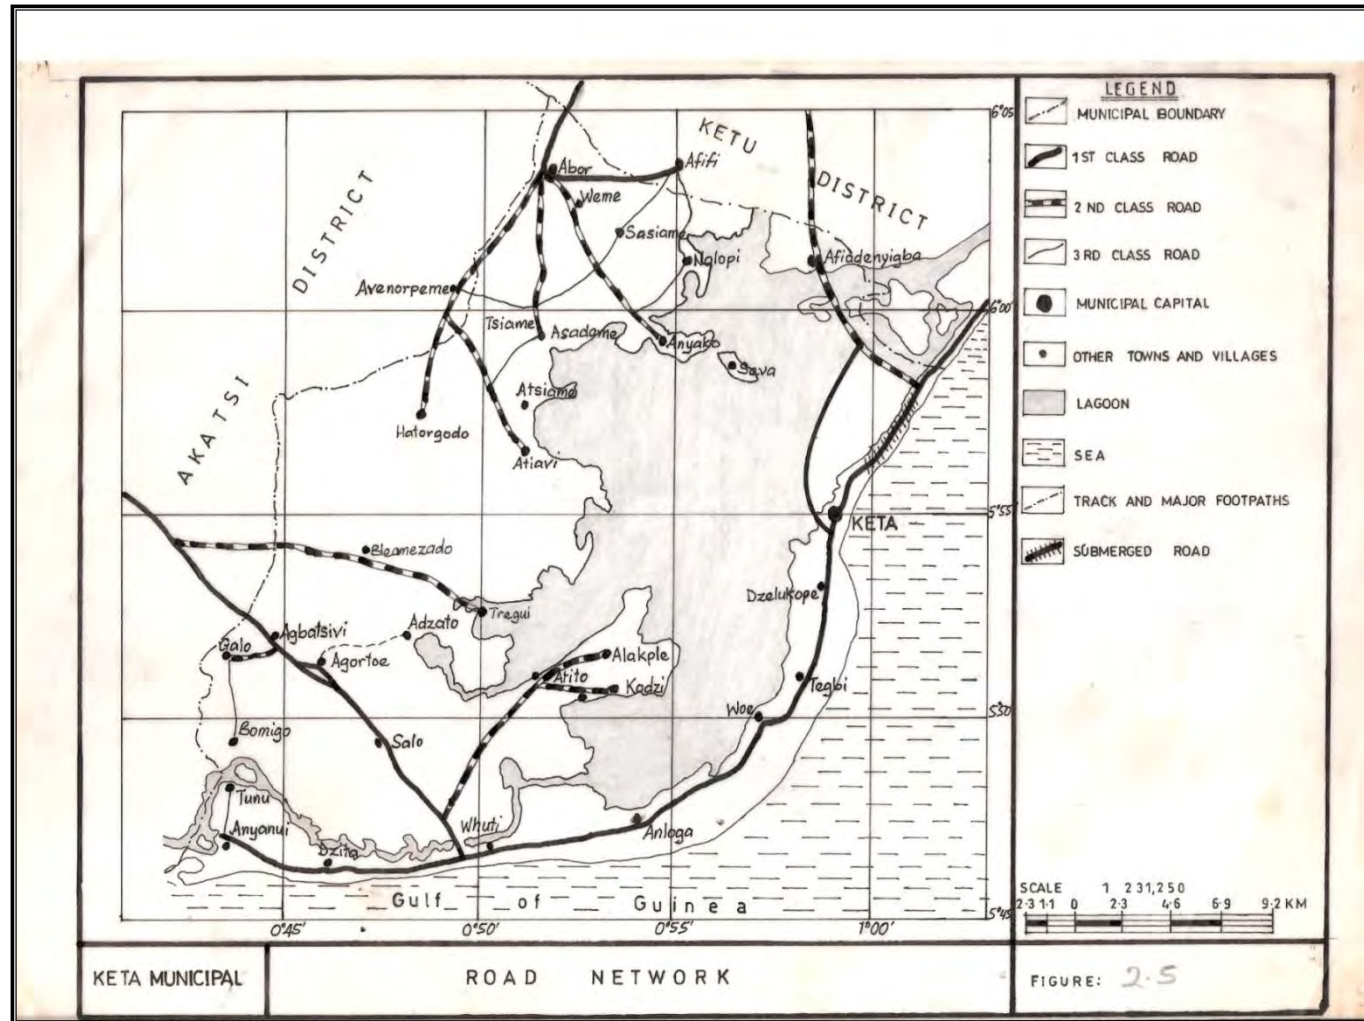 LEGEND
MUNICIPAL BOUNDARY
1ST CLASS ROAD
2ND CLASS ROAD
3RD CLASS ROAD
MUNICIPAL CAPITAL
OTHER TOWNS AND VILLAGES
LAGOON
SEA
TRACK AND MAJOR FOOTPATHS
SUBMERGED ROAD
SCALE 1 231,250
2·3 1·1 0 2·3 4·6 6·9 9·2 KM
6°05'
6°00'
5°55'
5°50'
5°45'
0°45' 0°50' 0°55' 1°00'
KETU
DISTRICT
AKATSI
DISTRICT
Abor
Afifi
Weme
Sasiame
Nolopi
Afiadenyigba
Avenorpeme
Tsiame
Asadame
Anyako
Seva
Atsiame
Hatorgodo
Atiavi
KETA
Bleamezado
Dzelukope
Tregui
Adzato
Agbatsivi
Galo
Agortoe
Alakple
Atito
Kodzi
Tegbi
Woe
Bomigo
Salo
Tunu
Anyanui
Whuti
Anloga
Dzita
Gulf of Guinea
KETA MUNICIPAL
ROAD NETWORK
FIGURE: 2.5